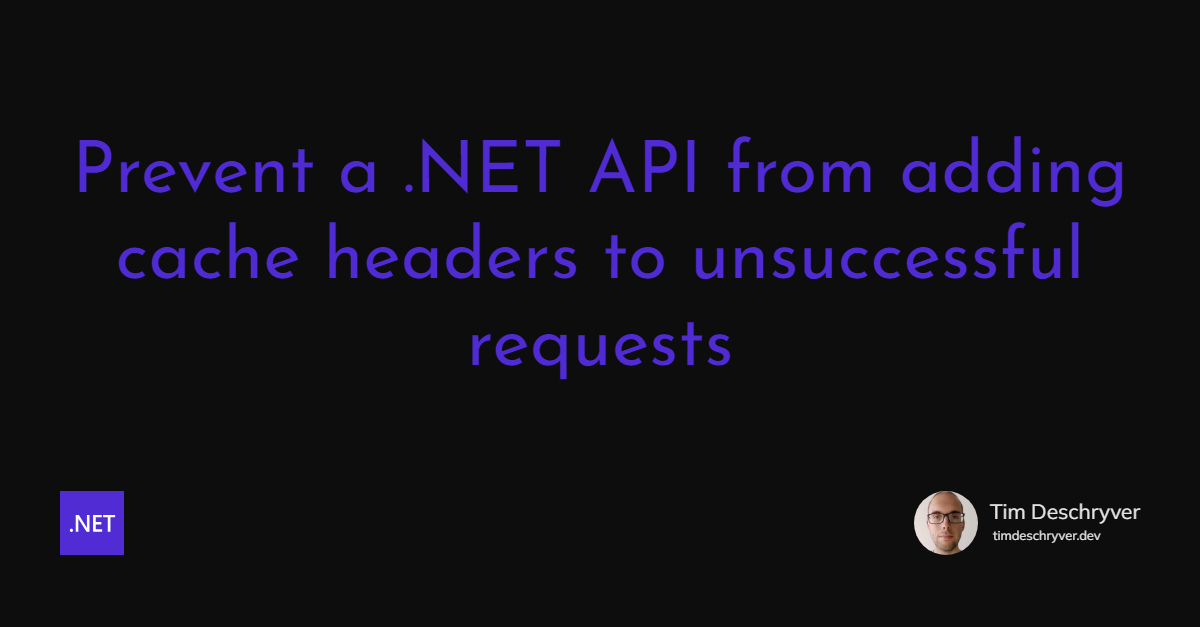 Prevent a .NET API from adding
cache headers to unsuccessful
requests
.NET
Tim Deschryver
timdeschryver.dev